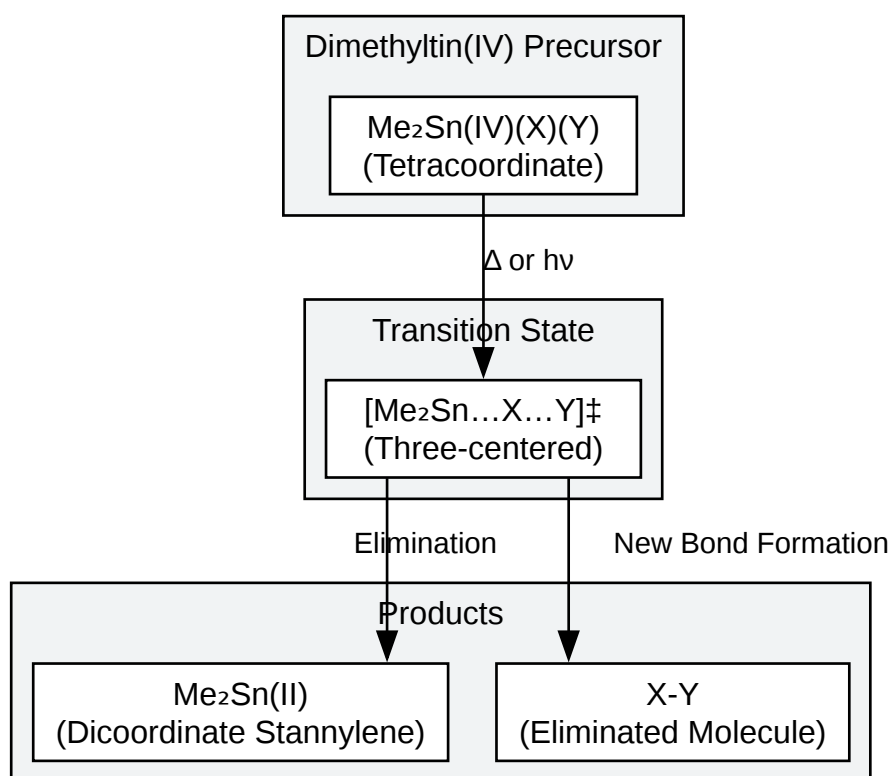 Dimethyltin(IV) Precursor
Me₂Sn(IV)(X)(Y)
(Tetracoordinate)
Δ or hν
Transition State
[Me₂Sn…X…Y]‡
(Three-centered)
Elimination
New Bond Formation
Products
Me₂Sn(II)
(Dicoordinate Stannylene)
X-Y
(Eliminated Molecule)